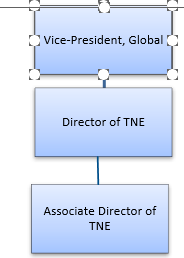 Vice-President, Global
Director of TNE
Associate Director of
TNE